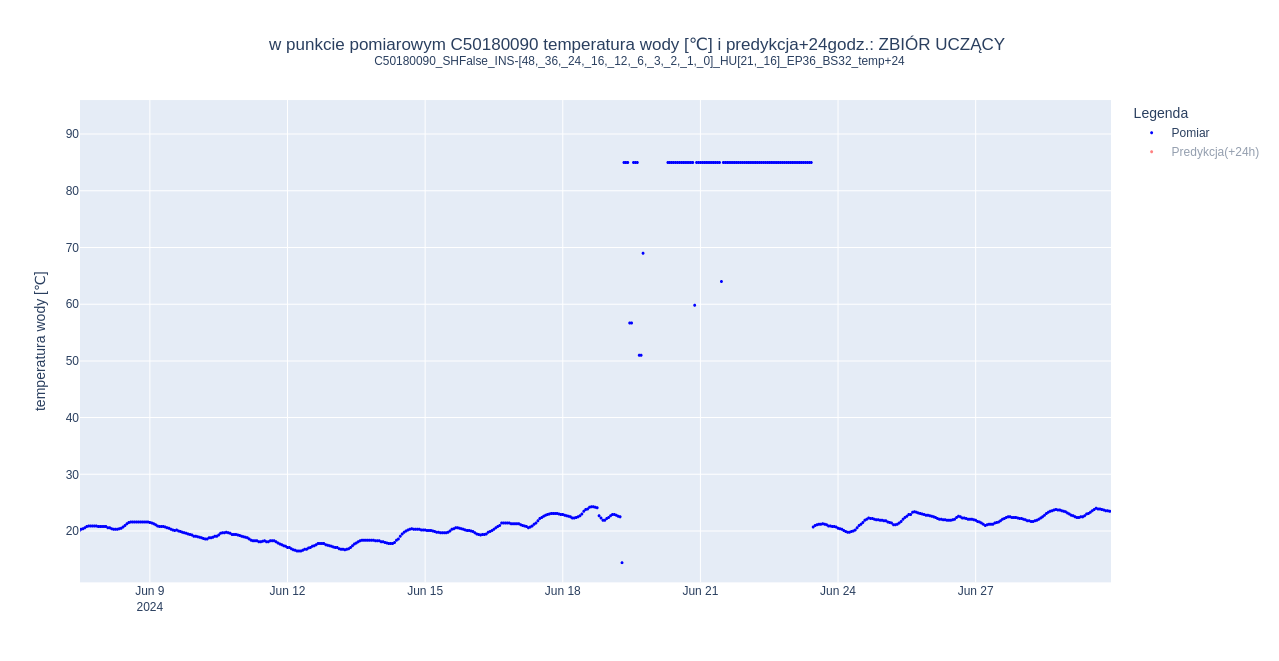 w punkcie pomiarowym C50180090 temperatura wody [℃] i predykcja+24godz.: ZBIÓR UCZĄCY
C50180090_SHFalse_INS-[48,_36,_24,_16,_12,_6,_3,_2,_1,_0]_HU[21,_16]_EP36_BS32_temp+24
Legenda
Pomiar
Predykcja(+24h)
temperatura wody [℃]
90
80
70
60
50
40
30
20
Jun 9
2024
Jun 12
Jun 15
Jun 18
Jun 21
Jun 24
Jun 27